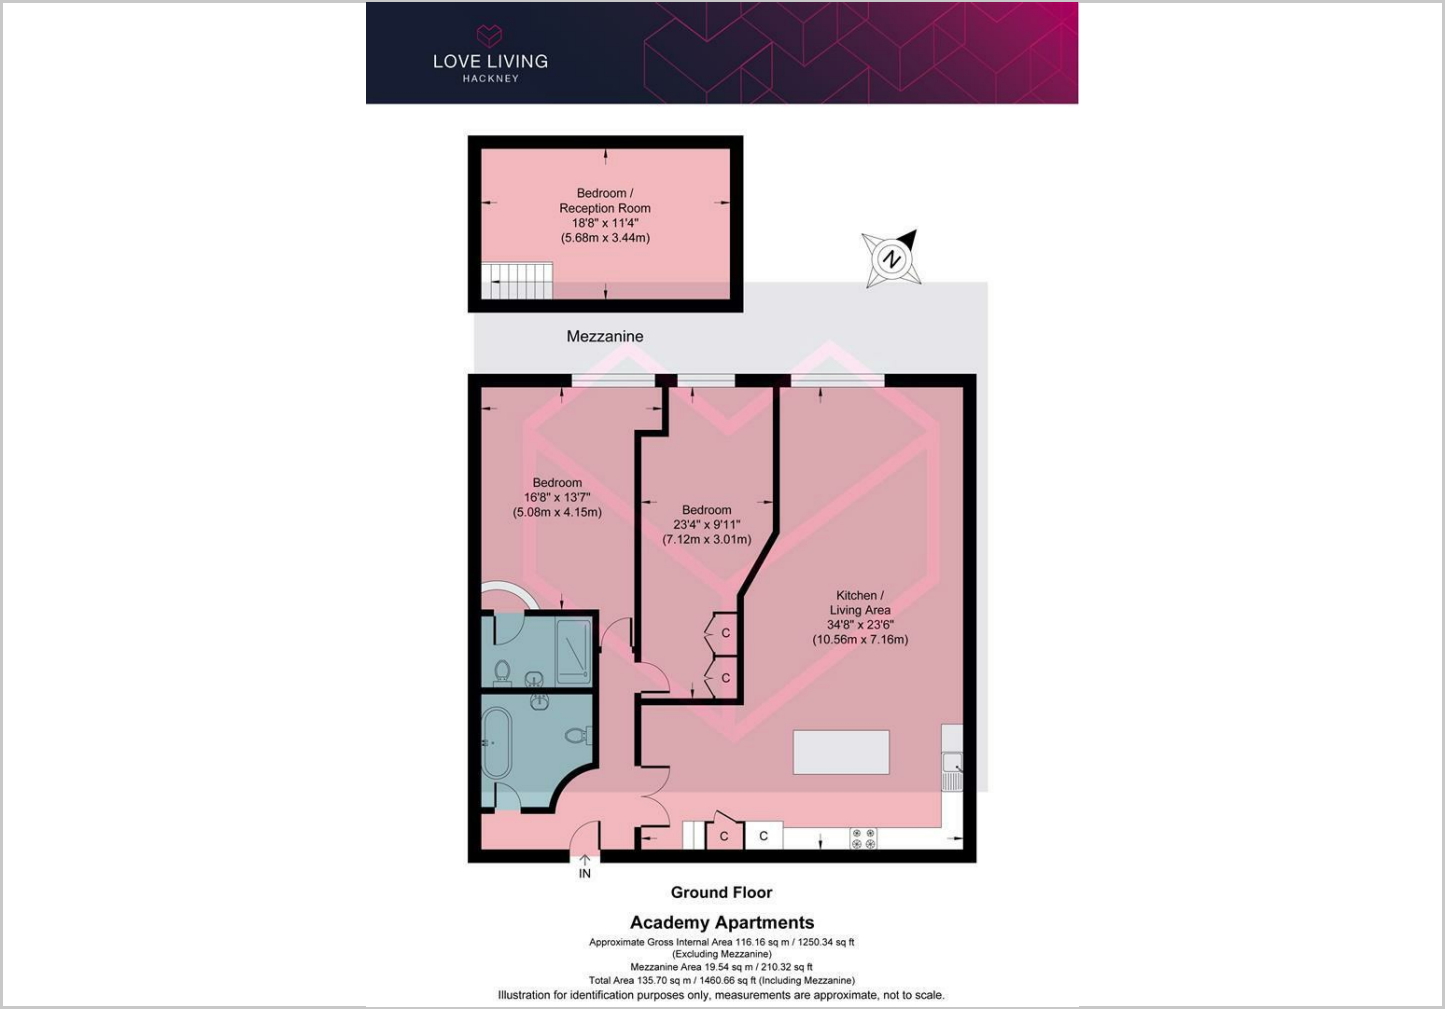 LOVE LIVING
HACKNEY
Bedroom /
Reception Room
18'8" x 11'4"
(5.68m x 3.44m)
N
Mezzanine
Bedroom
16'8" x 13'7"
(5.08m x 4.15m)
Bedroom
23'4" x 9'11"
(7.12m x 3.01m)
Kitchen /
Living Area
34'8" x 23'6"
(10.56m x 7.16m)
C
C
C
C
IN
Ground Floor
Academy Apartments
Approximate Gross Internal Area 116.16 sq m / 1250.34 sq ft
(Excluding Mezzanine)
Mezzanine Area 19.54 sq m / 210.32 sq ft
Total Area 135.70 sq m / 1460.66 sq ft (Including Mezzanine)
Illustration for identification purposes only, measurements are approximate, not to scale.